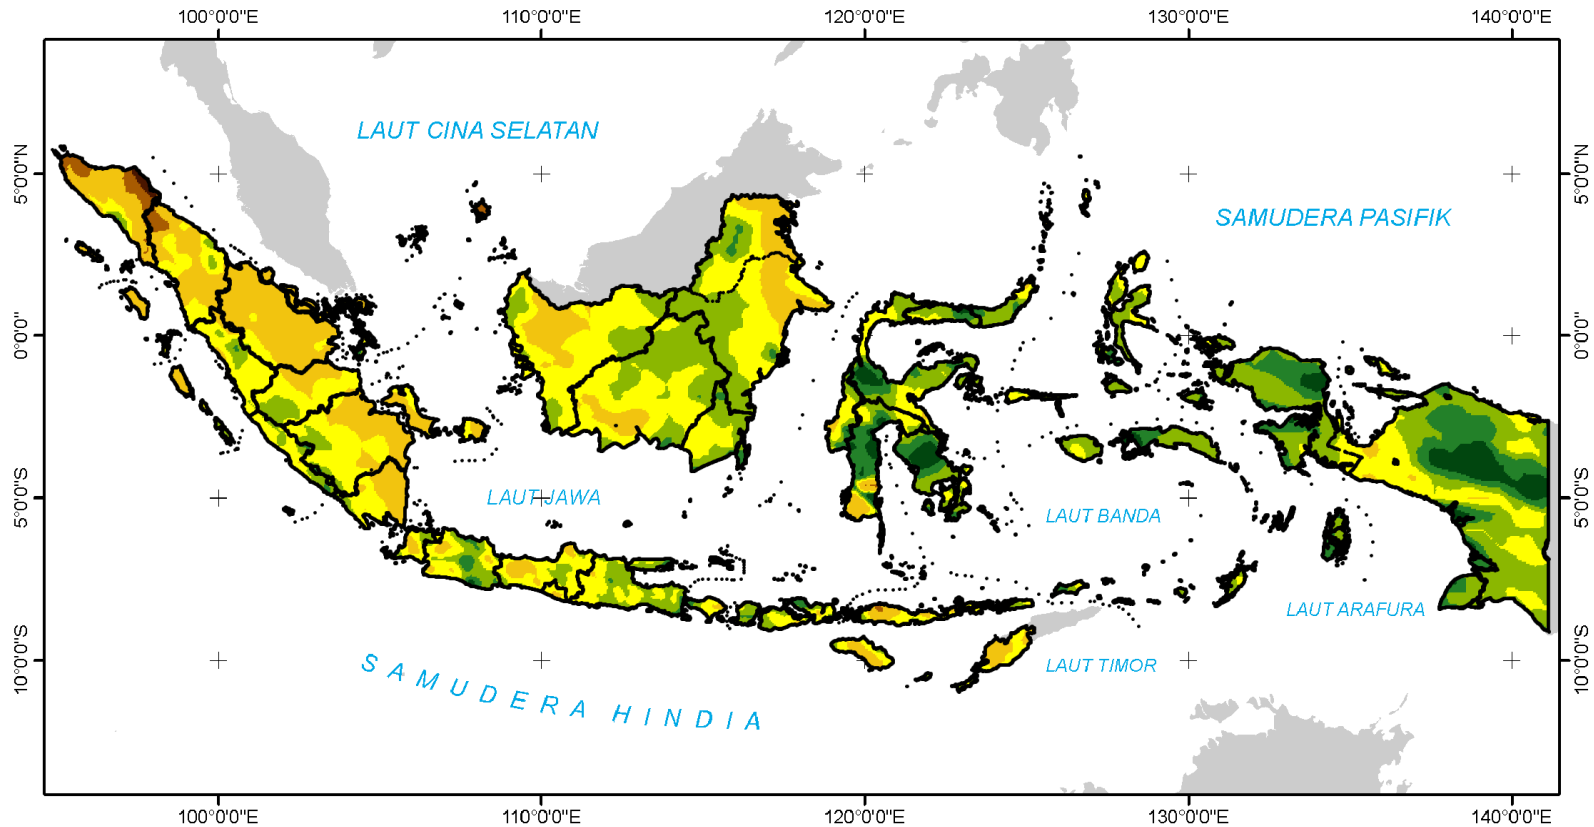 100°0'0"E 110°0'0"E 120°0'0"E 130°0'0"E 140°0'0"E
LAUT CINA SELATAN
5°0'0"N 5°0'0"N
SAMUDERA PASIFIK
0°0'0" 0°0'0"
LAUT JAWA
5°0'0"S 5°0'0"S
LAUT BANDA
LAUT ARAFURA
10°0'0"S 10°0'0"S
LAUT TIMOR
SAMUDERA HINDIA
100°0'0"E 110°0'0"E 120°0'0"E 130°0'0"E 140°0'0"E